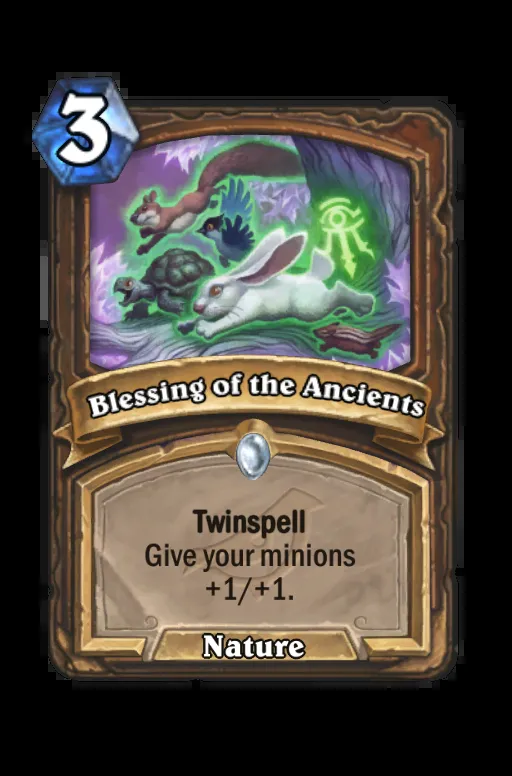 3
Blessing of the Ancients
Twinspell
Give your minions
+1/+1.
Nature